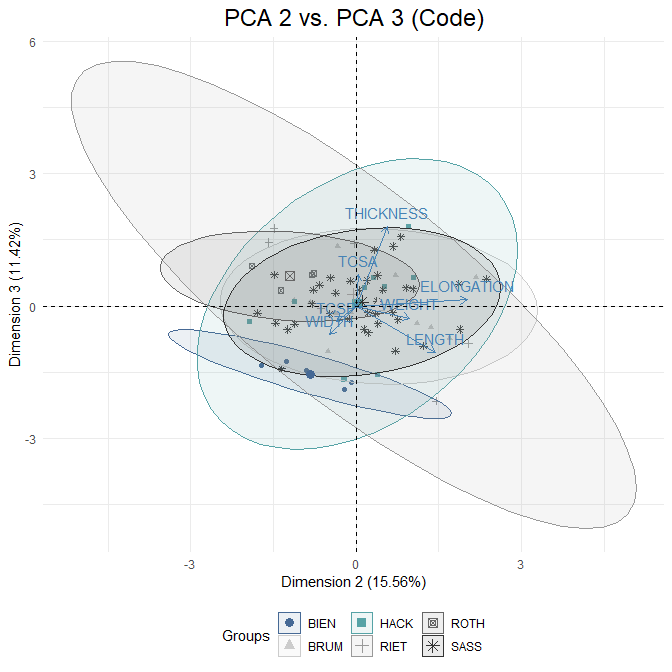 PCA 2 vs. PCA 3 (Code)
6
3
0
-3
Dimension 3 (11.42%)
THICKNESS
TCSA
ELONGATION
WEIGHT
WIDTH
LENGTH
-3
0
3
Dimension 2 (15.56%)
Groups
BIEN
HACK
ROTH
BRUM
RIET
SASS